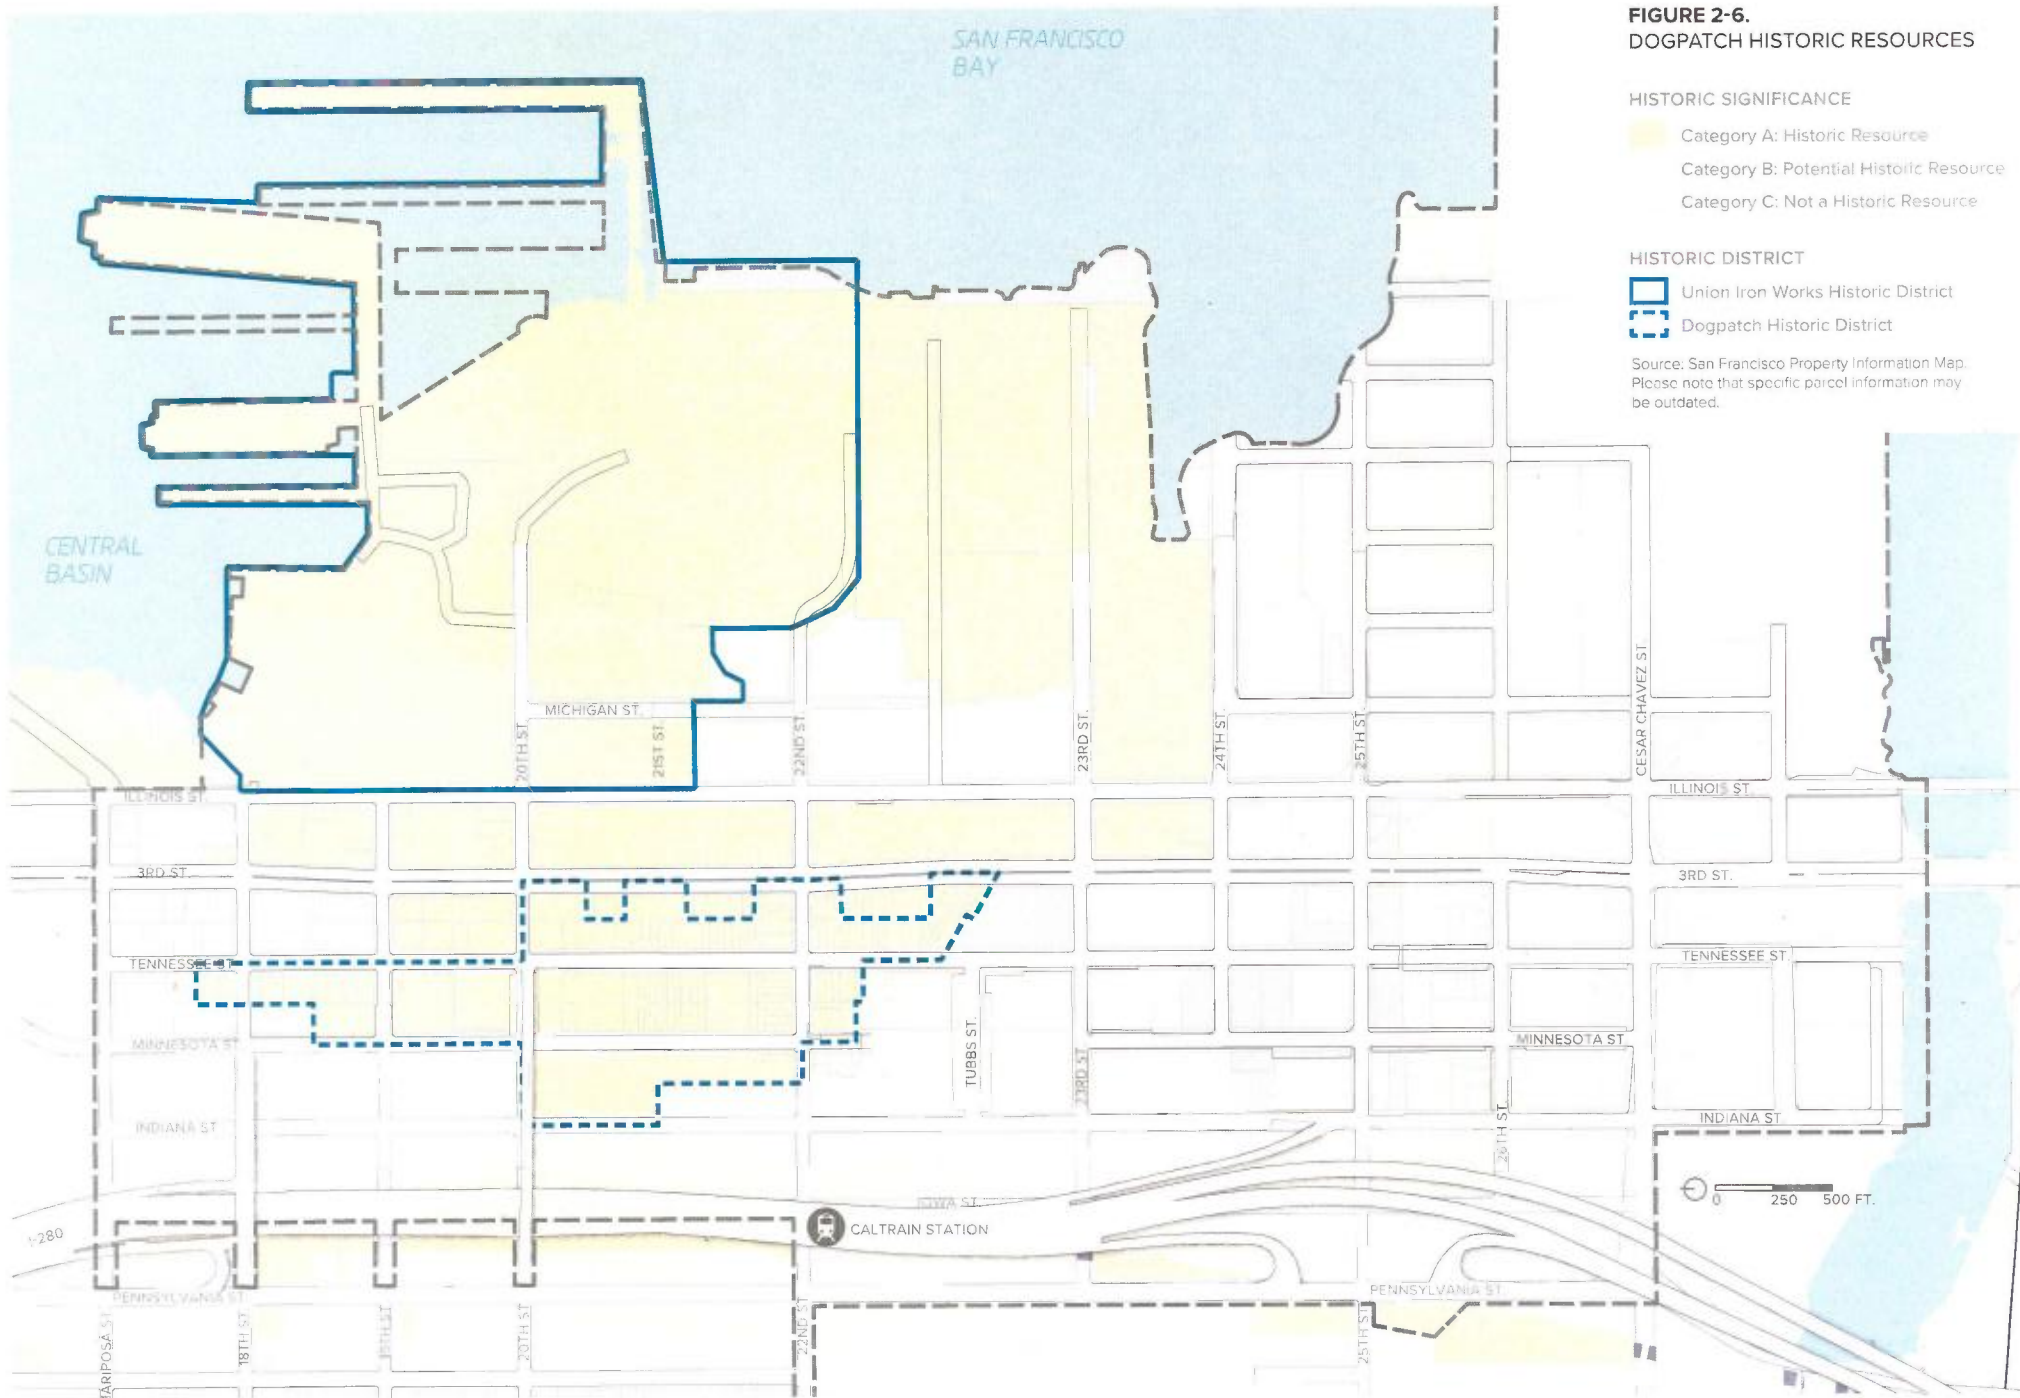 FIGURE 2-6.
DOGPATCH HISTORIC RESOURCES
HISTORIC SIGNIFICANCE
Category A: Historic Resource
Category B: Potential Historic Resource
Category C: Not a Historic Resource
HISTORIC DISTRICT
Union Iron Works Historic District
Dogpatch Historic District
Source: San Francisco Property Information Map.
Please note that specific parcel information may
be outdated.
SAN FRANCISCO
BAY
CENTRAL
BASIN
MICHIGAN ST.
20TH ST.
21ST ST.
22ND ST.
23RD ST.
24TH ST.
25TH ST.
CESAR CHAVEZ ST.
ILLINOIS ST.
ILLINOIS ST.
3RD ST.
3RD ST.
TENNESSEE ST.
TENNESSEE ST.
MINNESOTA ST.
MINNESOTA ST.
TUBBS ST.
23RD ST.
INDIANA ST.
INDIANA ST.
26TH ST.
IOWA ST.
I-280
CALTRAIN STATION
0 250 500 FT.
PENNSYLVANIA ST.
PENNSYLVANIA ST.
ARIPOSA ST.
18TH ST.
19TH ST.
20TH ST.
22ND ST.
25TH ST.